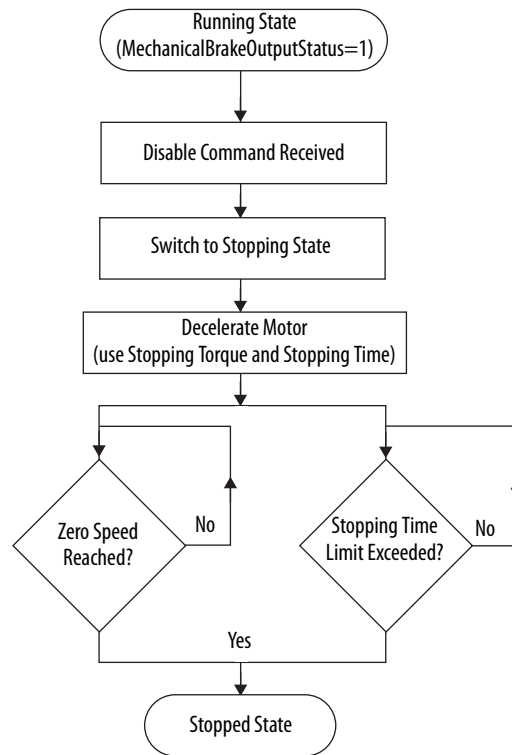 Running State
(MechanicalBrakeOutputStatus=1)
Disable Command Received
Switch to Stopping State
Decelerate Motor
(use Stopping Torque and Stopping Time)
Zero Speed
Reached?
No
Stopping Time
Limit Exceeded?
No
Yes
Stopped State